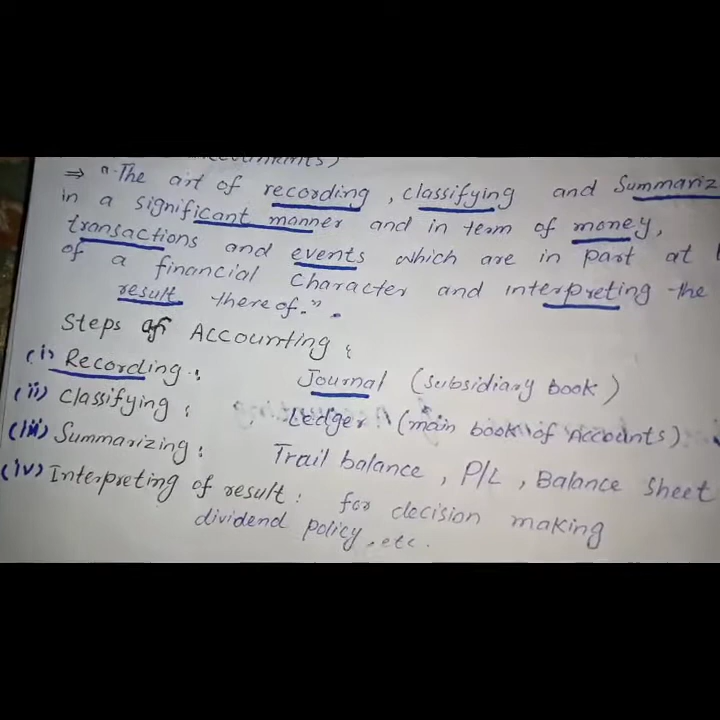 ⇒ "The art of recording, classifying and Summariz
in a significant manner and in term of money,
transactions and events which are in part at
of a financial character and interpreting the
result thereof.".
Steps of Accounting :
(i) Recording : Journal (subsidiary book)
(ii) Classifying : Ledger (main book of Accounts)
(iii) Summarizing : Trail balance, P/L, Balance Sheet
(iv) Interpreting of result : for decision making
dividend policy, etc.